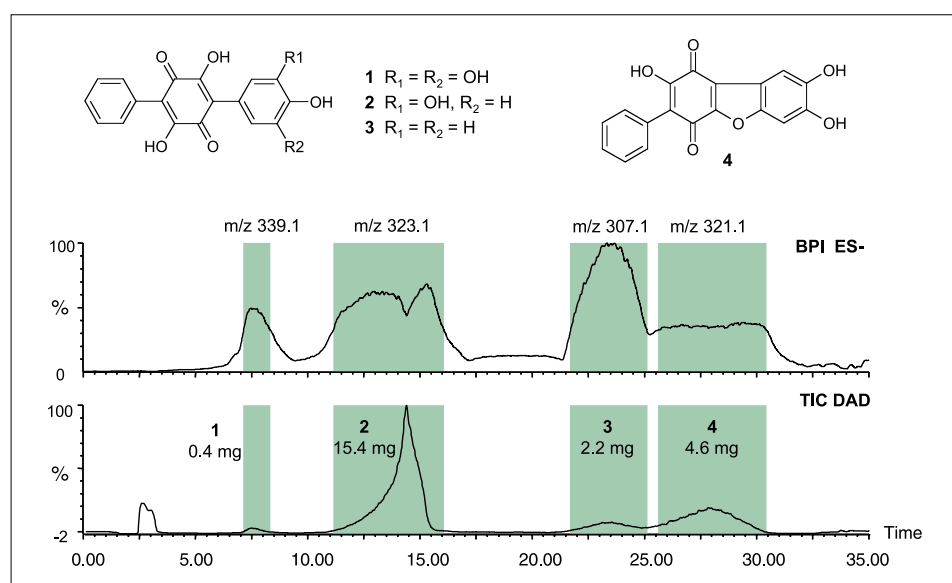 O
OH
R1
OH
R2
O
HO
1 R₁ = R₂ = OH
2 R₁ = OH, R₂ = H
3 R₁ = R₂ = H
O
HO
OH
OH
O
O
4
m/z 339.1
m/z 323.1
m/z 307.1
m/z 321.1
BPI ES-
100
%
0
TIC DAD
100
%
-2
1
0.4 mg
2
15.4 mg
3
2.2 mg
4
4.6 mg
Time
0.00 5.00 10.00 15.00 20.00 25.00 30.00 35.00